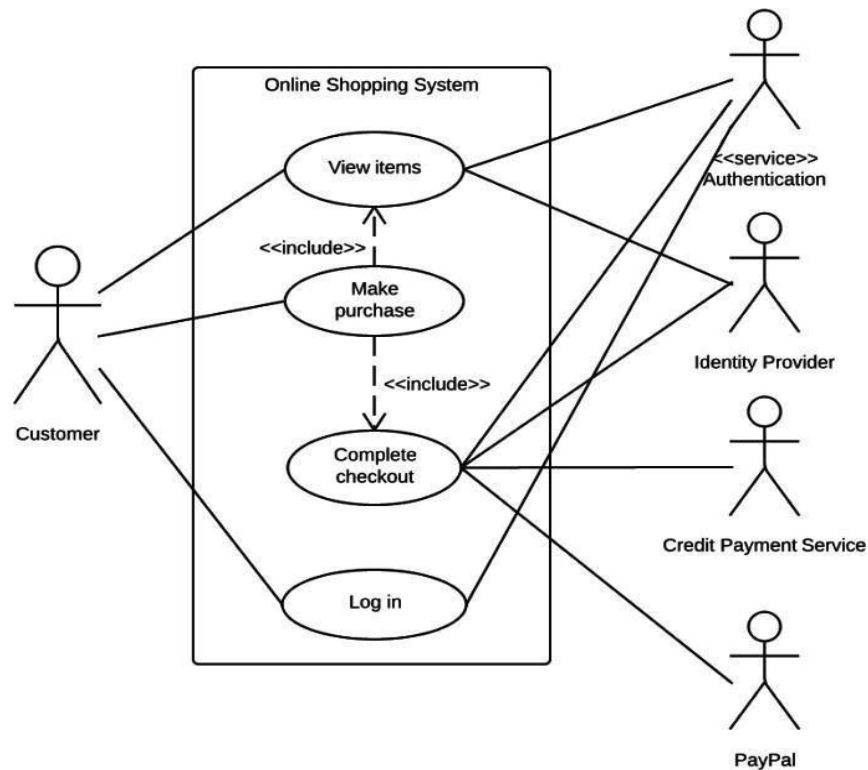 Online Shopping System
View items
<<service>>
Authentication
<<include>>
Make
purchase
Identity Provider
<<include>>
Customer
Complete
checkout
Credit Payment Service
Log in
PayPal